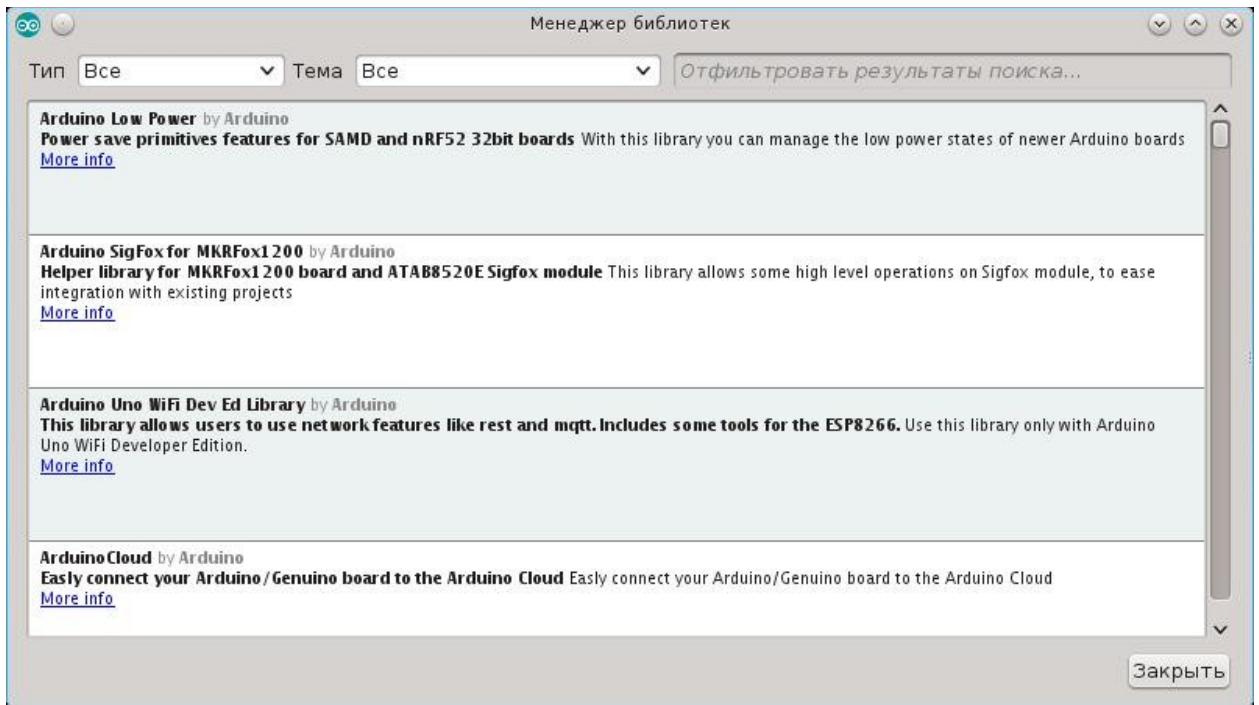 Менеджер библиотек
Тип Все Тема Все Отфильтровать результаты поиска...
Arduino Low Power by Arduino
Power save primitives features for SAMD and nRF52 32bit boards With this library you can manage the low power states of newer Arduino boards
More info
Arduino SigFox for MKRFox1200 by Arduino
Helper library for MKRFox1200 board and ATAB8520E Sigfox module This library allows some high level operations on Sigfox module, to ease
integration with existing projects
More info
Arduino Uno WiFi Dev Ed Library by Arduino
This library allows users to use network features like rest and mqtt. Includes some tools for the ESP8266. Use this library only with Arduino
Uno WiFi Developer Edition.
More info
ArduinoCloud by Arduino
Easly connect your Arduino/Genuino board to the Arduino Cloud Easly connect your Arduino/Genuino board to the Arduino Cloud
More info
Закрыть